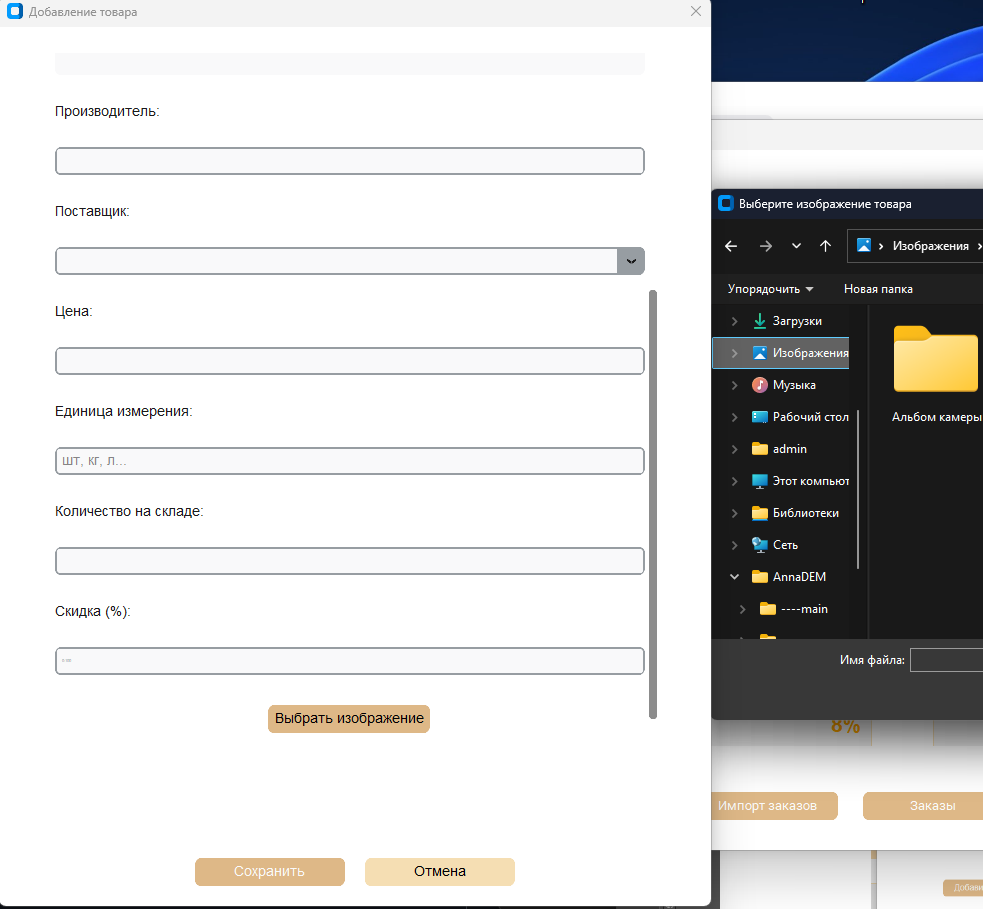 Добавление товара
Производитель:
Поставщик:
Цена:
Единица измерения:
шт, кг, л...
Количество на складе:
Скидка (%):
Выбрать изображение
Сохранить
Отмена
Выберите изображение товара
Изображения
Упорядочить
Новая папка
Загрузки
Изображения
Музыка
Рабочий стол
admin
Этот компьют
Библиотеки
Сеть
AnnaDEM
----main
Альбом камеры
Имя файла:
8%
Импорт заказов
Заказы
Добави